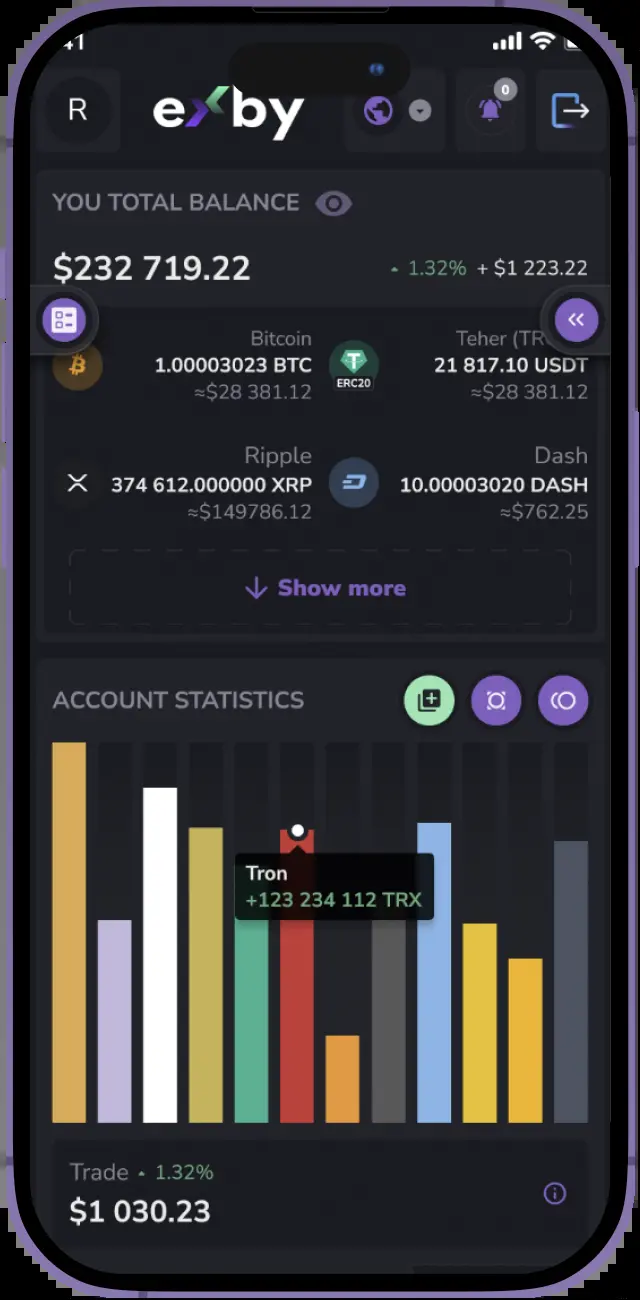 41
R
exby
0
YOU TOTAL BALANCE
$232 719.22
1.32% + $1 223.22
Bitcoin
1.00003023 BTC
≈$28 381.12
ERC20
Teher (TR
21 817.10 USDT
≈$28 381.12
Ripple
374 612.000000 XRP
≈$149786.12
Dash
10.00003020 DASH
≈$762.25
Show more
ACCOUNT STATISTICS
Tron
+123 234 112 TRX
Trade 1.32%
$1 030.23